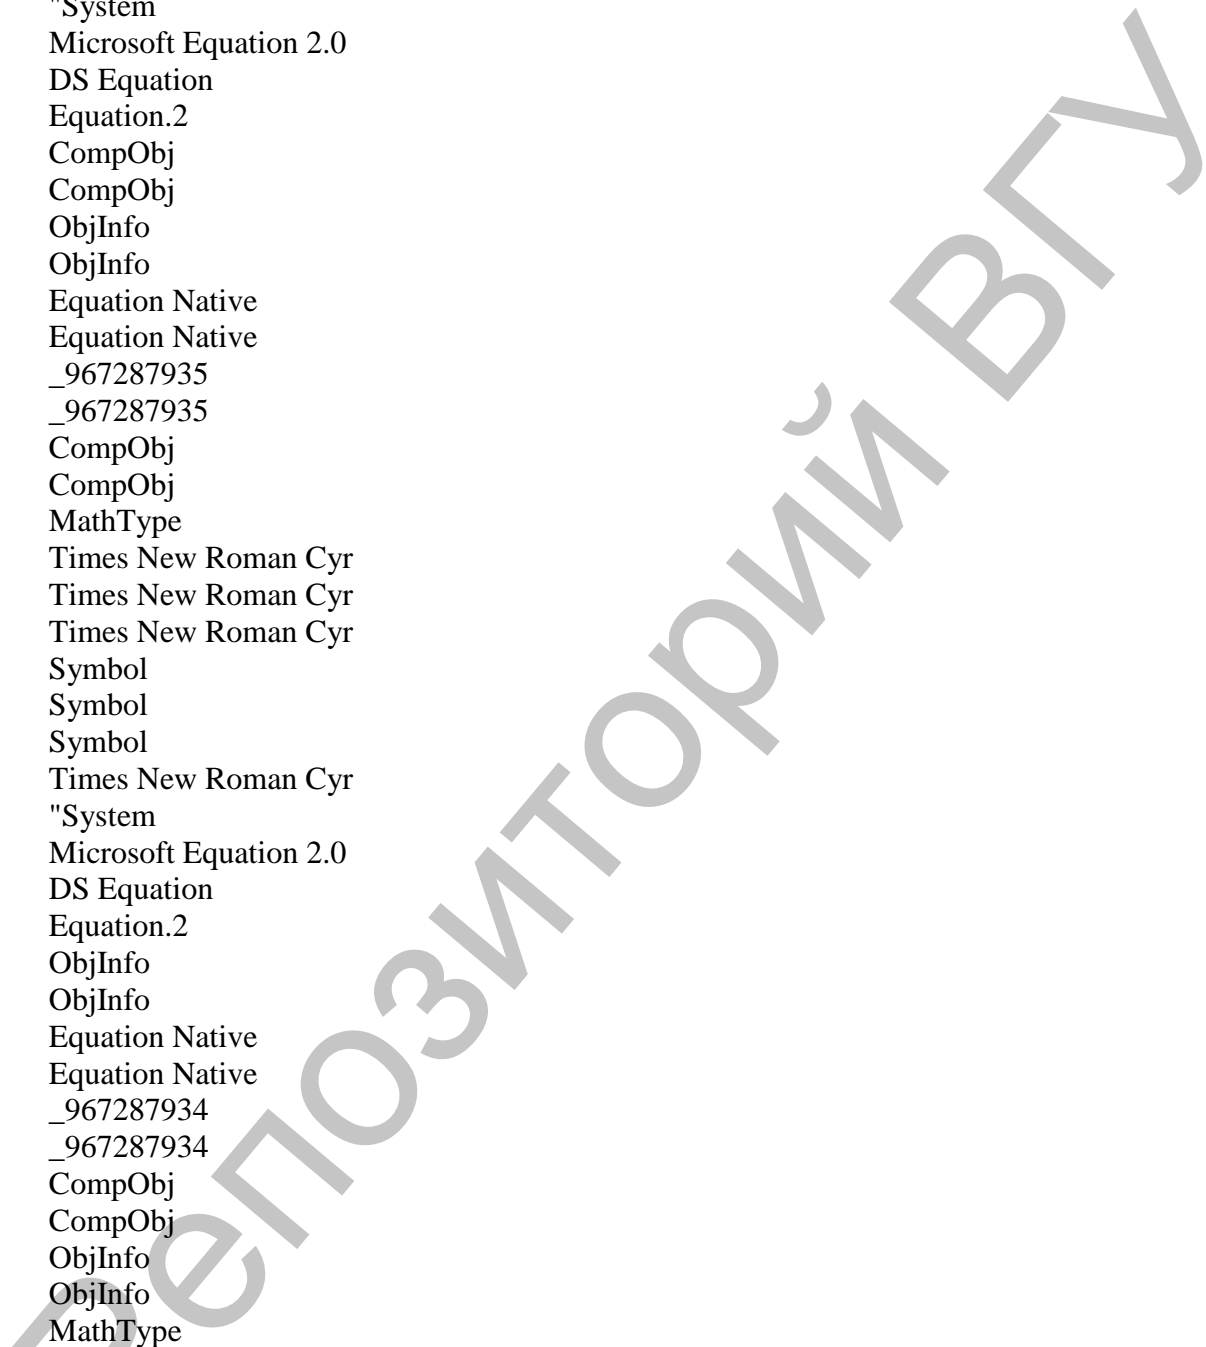 "System
Microsoft Equation 2.0
DS Equation
Equation.2
CompObj
CompObj
ObjInfo
ObjInfo
Equation Native
Equation Native
_967287935
_967287935
CompObj
CompObj
MathType
Times New Roman Cyr
Times New Roman Cyr
Times New Roman Cyr
Symbol
Symbol
Symbol
Times New Roman Cyr
"System
Microsoft Equation 2.0
DS Equation
Equation.2
ObjInfo
ObjInfo
Equation Native
Equation Native
_967287934
_967287934
CompObj
CompObj
ObjInfo
ObjInfo
MathType
Репозиторий ВГУ